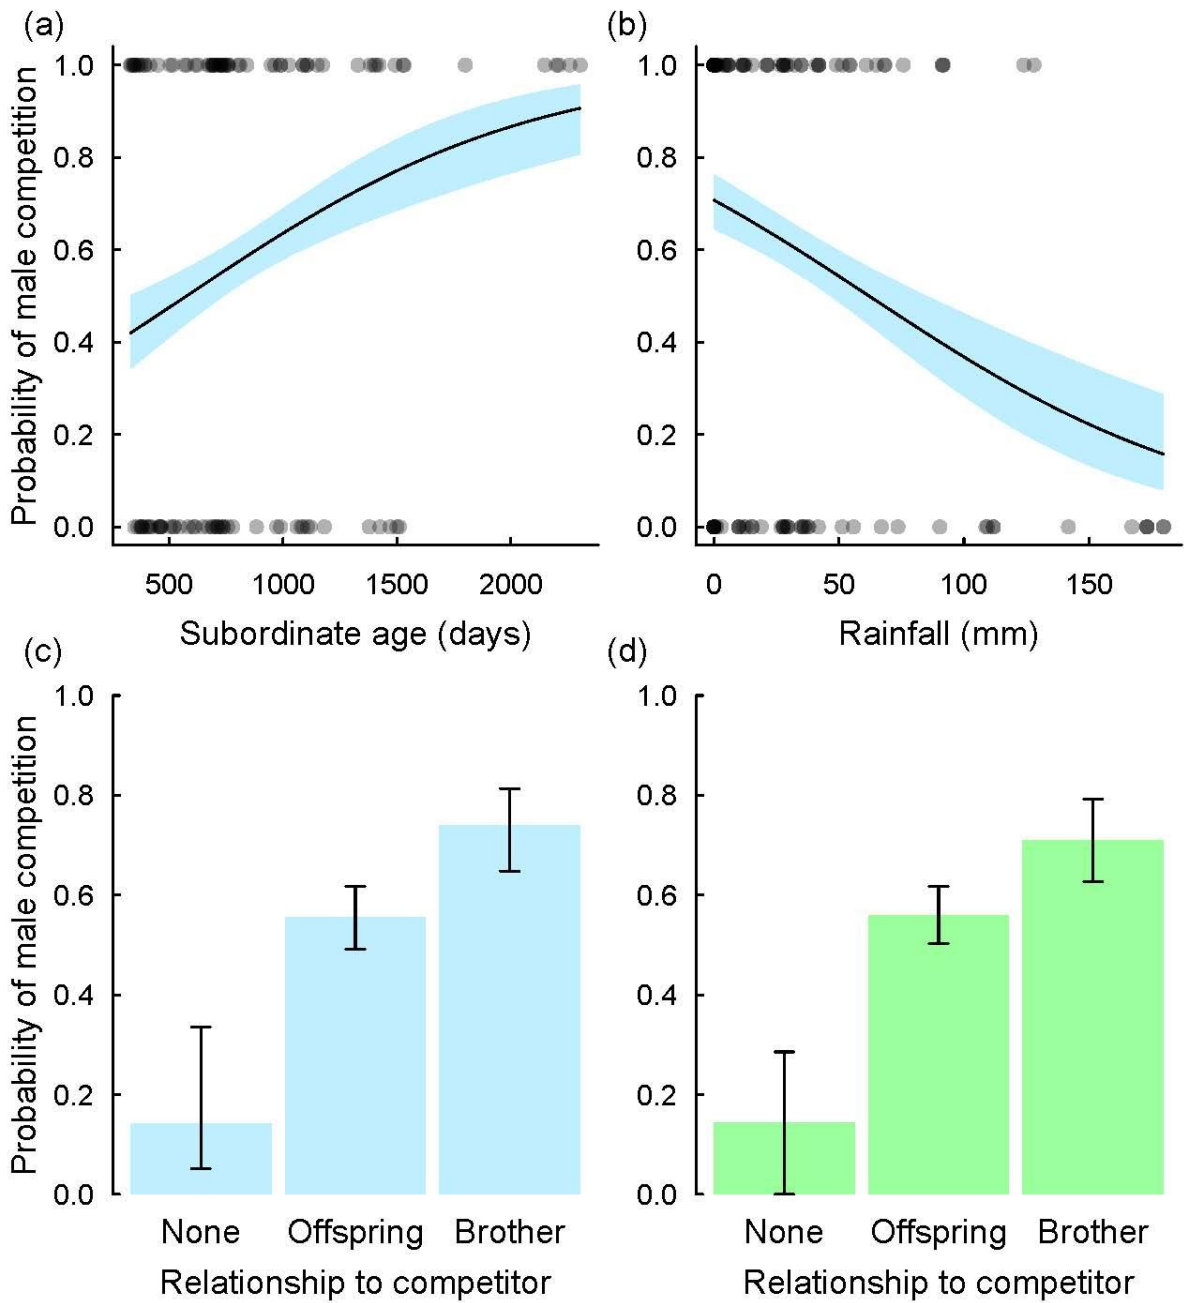 (a)
Probability of male competition
1.0
0.8
0.6
0.4
0.2
0.0
500 1000 1500 2000
Subordinate age (days)
(b)
1.0
0.8
0.6
0.4
0.2
0.0
0 50 100 150
Rainfall (mm)
(c)
Probability of male competition
1.0
0.8
0.6
0.4
0.2
0.0
None Offspring Brother
Relationship to competitor
(d)
1.0
0.8
0.6
0.4
0.2
0.0
None Offspring Brother
Relationship to competitor